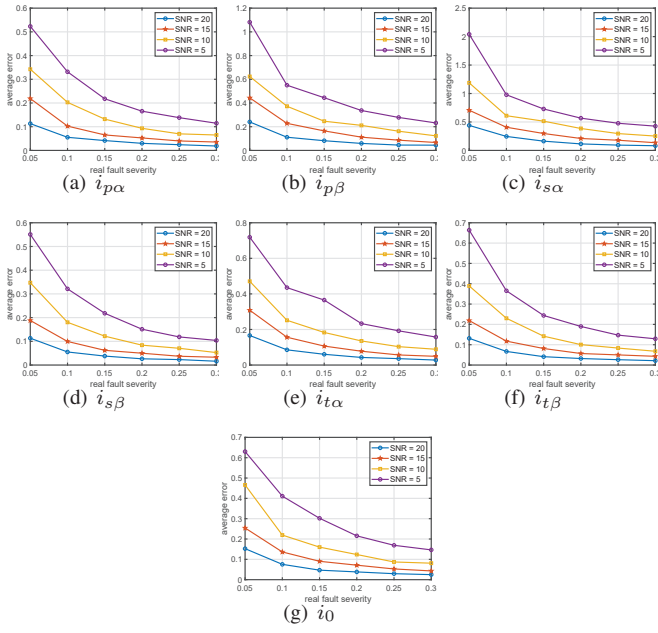 average error
0.6
0.5
0.4
0.3
0.2
0.1
0
0.05 0.1 0.15 0.2 0.25 0.3
real fault severity
SNR = 20
SNR = 15
SNR = 10
SNR = 5
(a) i_{pα}
average error
1.2
1
0.8
0.6
0.4
0.2
0
0.05 0.1 0.15 0.2 0.25 0.3
real fault severity
SNR = 20
SNR = 15
SNR = 10
SNR = 5
(b) i_{pβ}
average error
2.5
2
1.5
1
0.5
0
0.05 0.1 0.15 0.2 0.25 0.3
real fault severity
SNR = 20
SNR = 15
SNR = 10
SNR = 5
(c) i_{sα}
average error
0.6
0.5
0.4
0.3
0.2
0.1
0
0.05 0.1 0.15 0.2 0.25 0.3
real fault severity
SNR = 20
SNR = 15
SNR = 10
SNR = 5
(d) i_{sβ}
average error
0.8
0.6
0.4
0.2
0
0.05 0.1 0.15 0.2 0.25 0.3
real fault severity
SNR = 20
SNR = 15
SNR = 10
SNR = 5
(e) i_{tα}
average error
0.7
0.6
0.5
0.4
0.3
0.2
0.1
0
0.05 0.1 0.15 0.2 0.25 0.3
real fault severity
SNR = 20
SNR = 15
SNR = 10
SNR = 5
(f) i_{tβ}
average error
0.7
0.6
0.5
0.4
0.3
0.2
0.1
0
0.05 0.1 0.15 0.2 0.25 0.3
real fault severity
SNR = 20
SNR = 15
SNR = 10
SNR = 5
(g) i_0